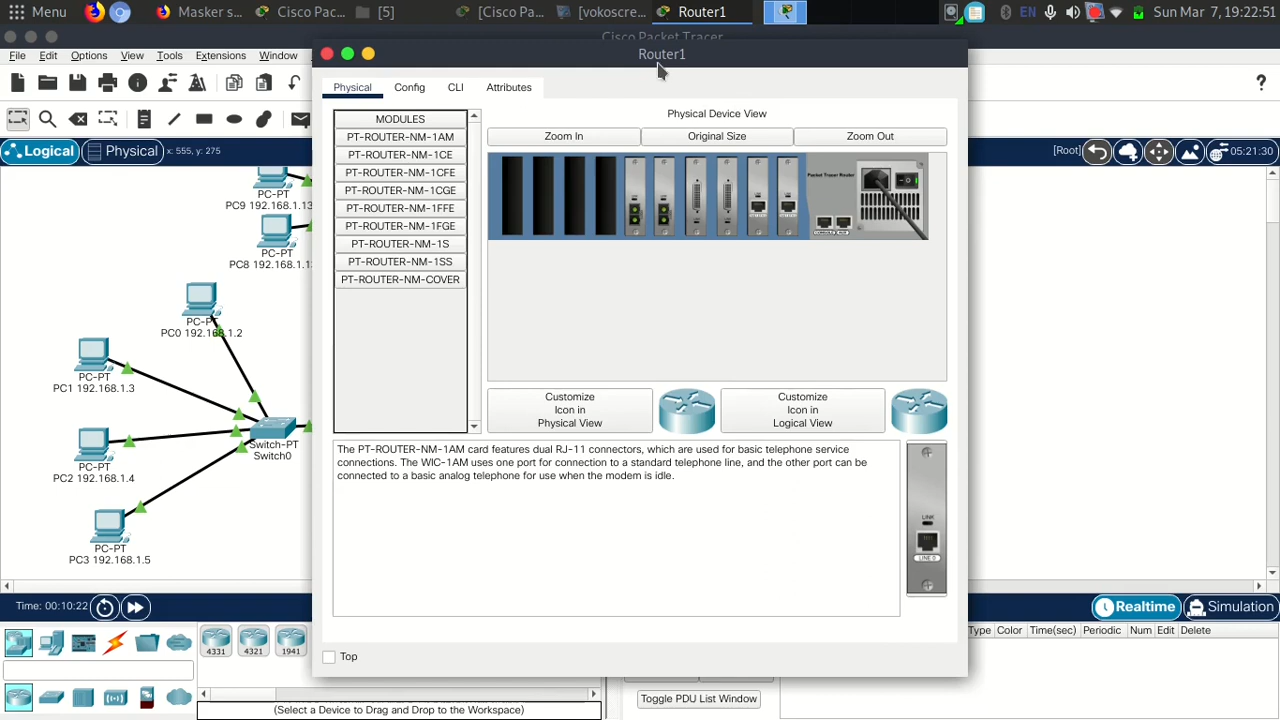 Menu
Masker s...
Cisco Pac...
[5]
[Cisco Pa...
[vokoscre...
Router1
EN
Sun Mar 7, 19:22:51
Cisco Packet Tracer
Router1
File Edit Options View Tools Extensions Window
Physical Config CLI Attributes
MODULES
PT-ROUTER-NM-1AM
PT-ROUTER-NM-1CE
PT-ROUTER-NM-1CFE
PT-ROUTER-NM-1CGE
PT-ROUTER-NM-1FFE
PT-ROUTER-NM-1FGE
PT-ROUTER-NM-1S
PT-ROUTER-NM-1SS
PT-ROUTER-NM-COVER
Physical Device View
Zoom In Original Size Zoom Out
Packet Tracer Router
CONSOLE AUX
Customize
Icon in
Physical View
Customize
Icon in
Logical View
The PT-ROUTER-NM-1AM card features dual RJ-11 connectors, which are used for basic telephone service
connections. The WIC-1AM uses one port for connection to a standard telephone line, and the other port can be
connected to a basic analog telephone for use when the modem is idle.
LINK
LINE 0
Top
?
Logical Physical x: 555, y: 275
[Root] 05:21:30
PC-PT
PC9 192.168.1.13
PC-PT
PC8 192.168.1.1
PC-PT
PC0 192.168.1.2
PC-PT
PC1 192.168.1.3
PC-PT
PC2 192.168.1.4
PC-PT
PC3 192.168.1.5
Switch-PT
Switch0
Time: 00:10:22
Realtime Simulation
4331 4321 1941
Type Color Time(sec) Periodic Num Edit Delete
Toggle PDU List Window
(Select a Device to Drag and Drop to the Workspace)